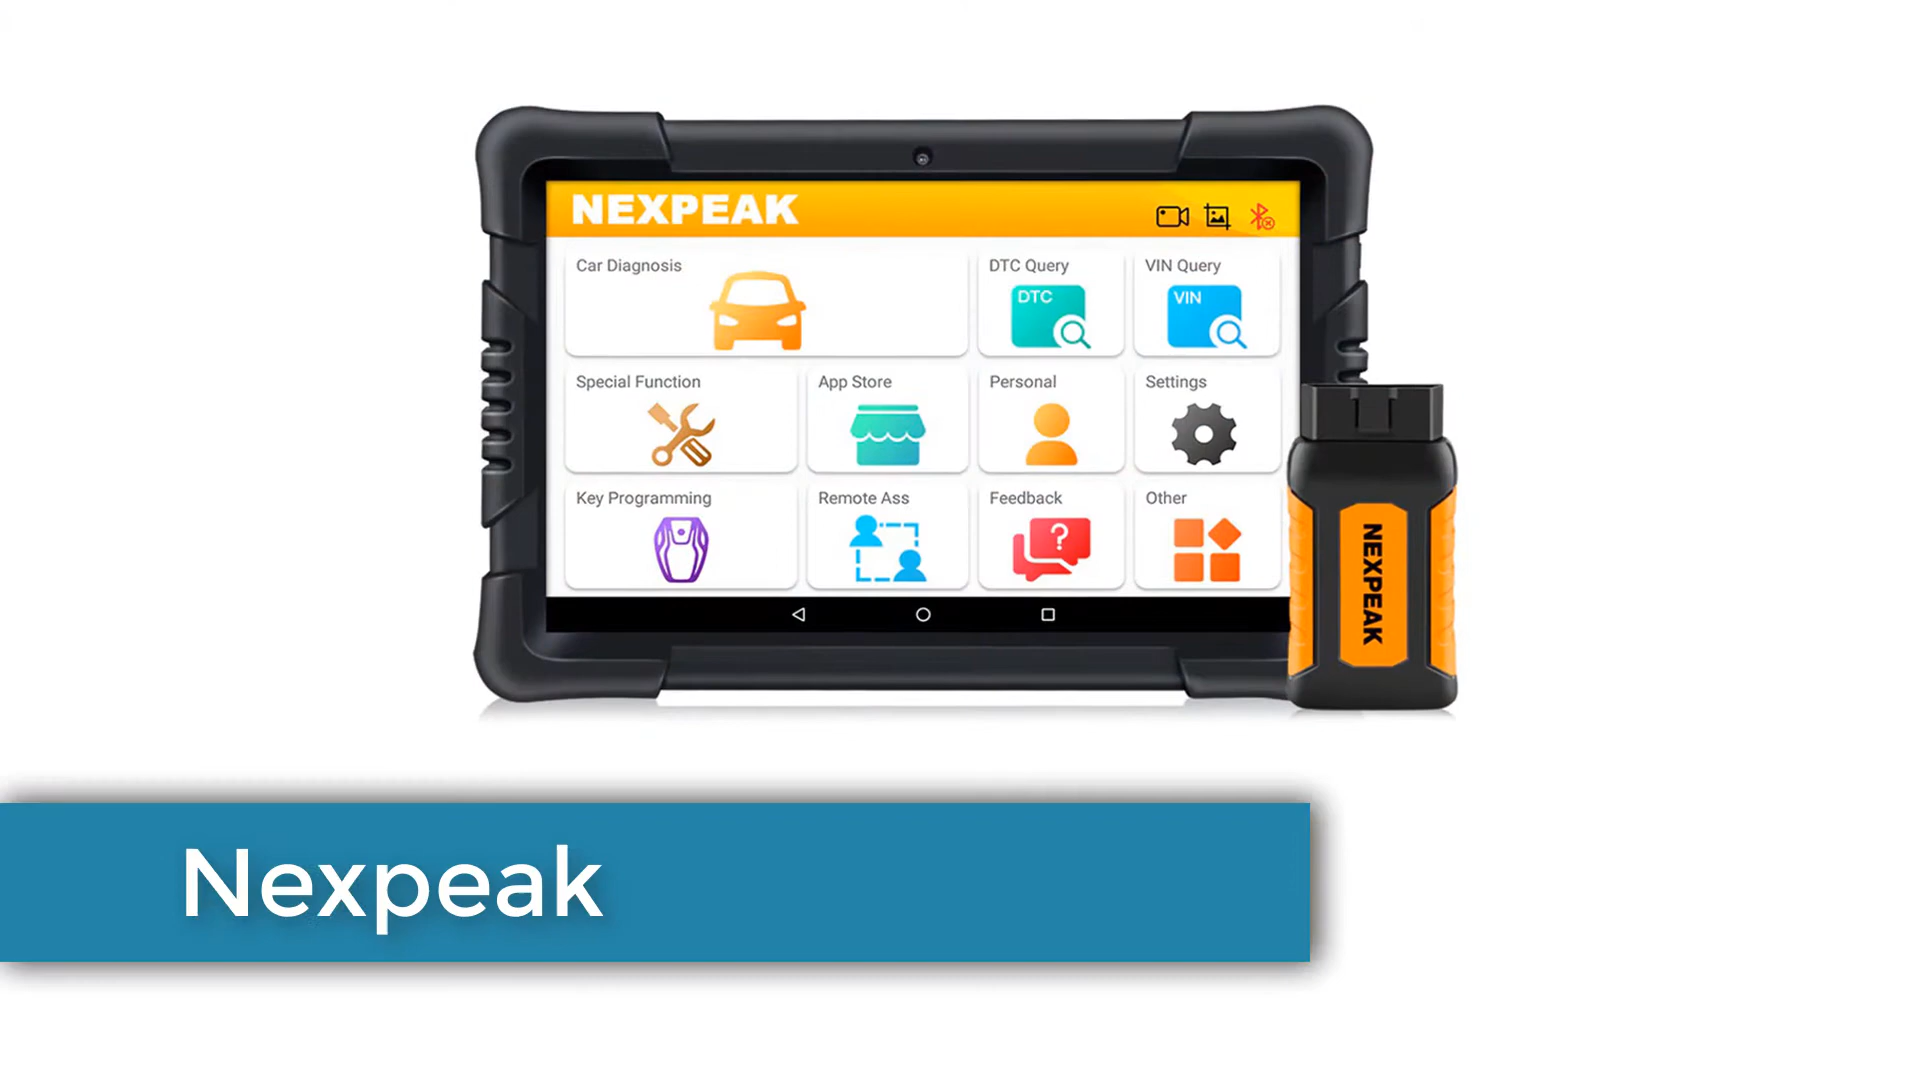 NEXPEAK
Car Diagnosis
DTC Query
DTC
VIN Query
VIN
Special Function
App Store
Personal
Settings
Key Programming
Remote Ass
Feedback
?
Other
NEXPEAK
Nexpeak